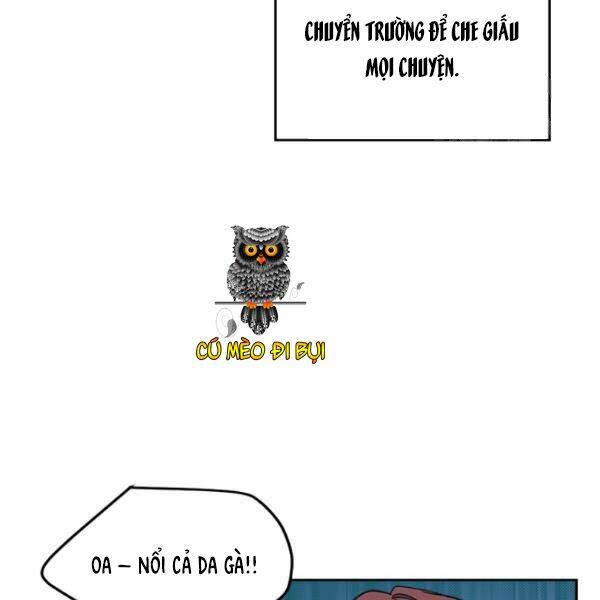 CHUYỂN TRƯỜNG ĐỂ CHE GIẤU
MỌI CHUYỆN.
CÚ MÈO ĐI BỤI
OA – NỔI CẢ DA GÀ!!